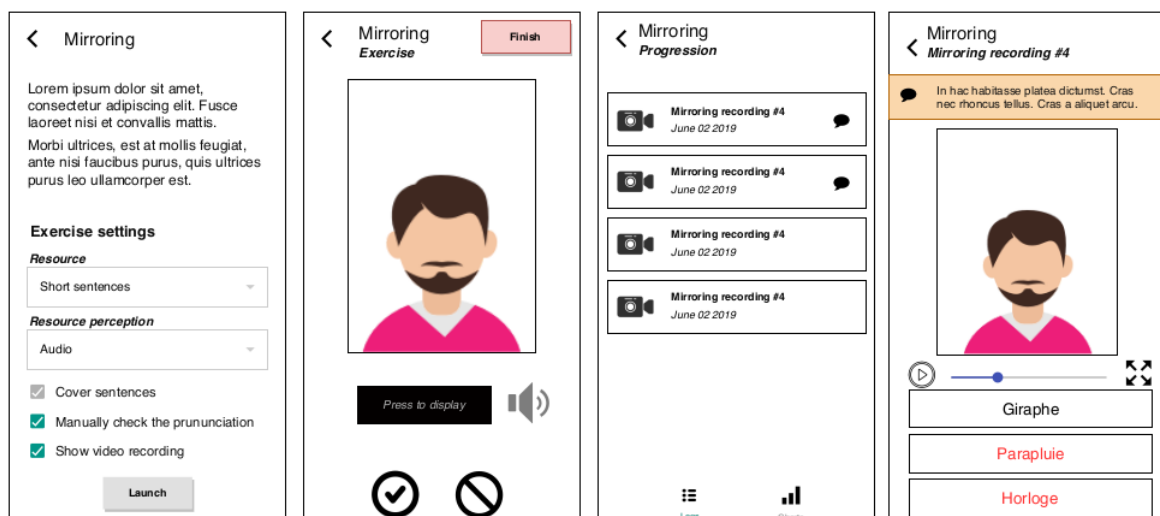 Mirroring
Lorem ipsum dolor sit amet,
consectetur adipiscing elit. Fusce
laoreet nisi et convallis mattis.
Morbi ultrices, est at mollis feugiat,
ante nisi faucibus purus, quis ultrices
purus leo ullamcorper est.
Exercise settings
Resource
Short sentences
Resource perception
Audio
Cover sentences
Manually check the prununciation
Show video recording
Launch
Mirroring
Exercise
Finish
Press to display
Mirroring
Progression
Mirroring recording #4
June 02 2019
Mirroring recording #4
June 02 2019
Mirroring recording #4
June 02 2019
Mirroring recording #4
June 02 2019
Mirroring
Mirroring recording #4
In hac habitasse platea dictumst. Cras
nec rhoncus tellus. Cras a aliquet arcu.
Giraphe
Parapluie
Horloge